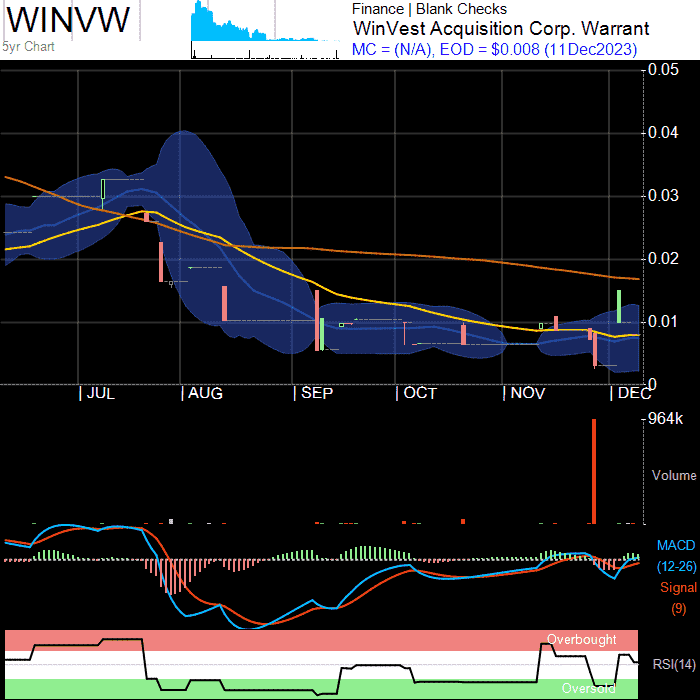 WINVW
5yr Chart
Finance | Blank Checks
WinVest Acquisition Corp. Warrant
MC = (N/A), EOD = $0.008 (11Dec2023)
0.05
0.04
0.03
0.02
0.01
0
| JUL | AUG | SEP | OCT | NOV | DEC
964k
Volume
MACD
(12-26)
Signal
(9)
Overbought
RSI(14)
Oversold